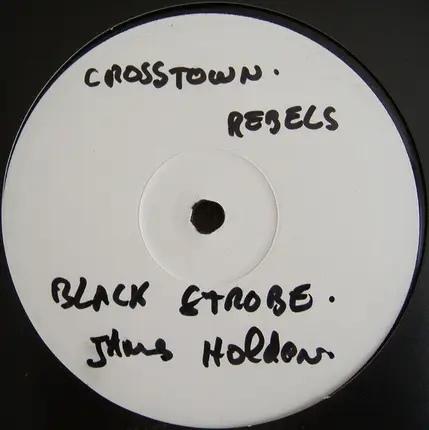 CROSSTOWN.
REBELS
BLACK STROBE.
JAMES HOLDEN.